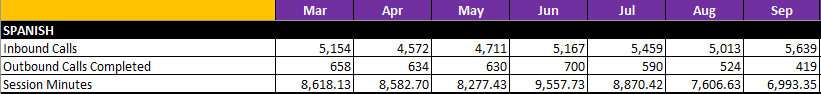 Mar Apr May Jun Jul Aug Sep
SPANISH
Inbound Calls 5,154 4,572 4,711 5,167 5,459 5,013 5,639
Outbound Calls Completed 658 634 630 700 590 524 419
Session Minutes 8,618.13 8,582.70 8,277.43 9,557.73 8,870.42 7,606.63 6,993.35